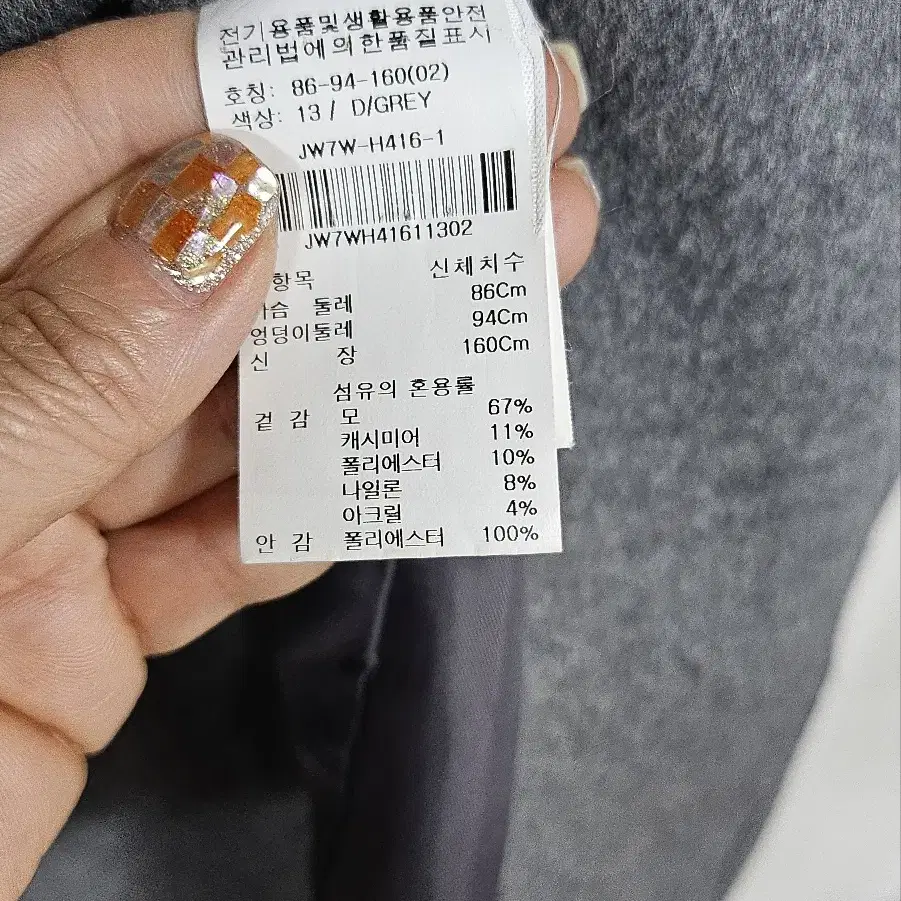 전기용품및생활용품안전
관리법에의한품질표시
호칭: 86-94-160(02)
색상: 13 / D/GREY
JW7W-H416-1
JW7WH41611302
항목 신체치수
가슴 둘레 86Cm
엉덩이둘레 94Cm
신 장 160Cm
섬유의 혼용률
겉 감 모 67%
캐시미어 11%
폴리에스터 10%
나일론 8%
아크릴 4%
안 감 폴리에스터 100%